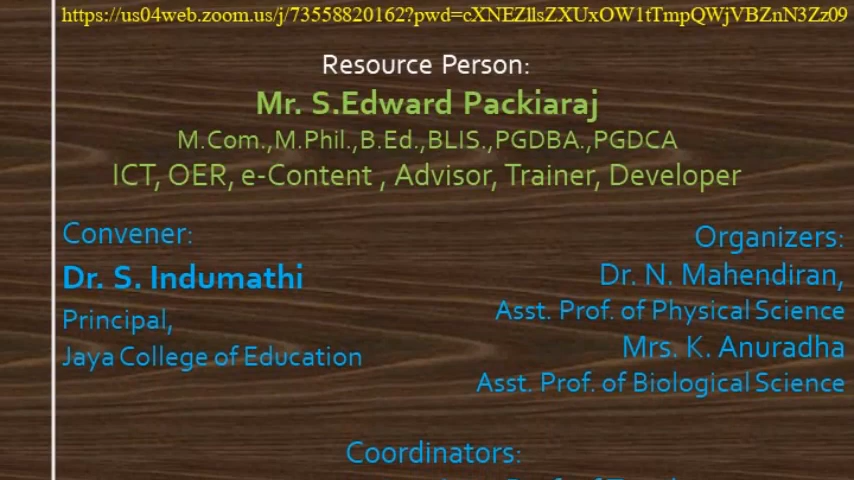 https://us04web.zoom.us/j/73558820162?pwd=cXNEZllsZXUxOW1tTmpQWjVBZnN3Zz09
Resource Person:
Mr. S.Edward Packiaraj
M.Com.,M.Phil.,B.Ed.,BLIS.,PGDBA.,PGDCA
ICT, OER, e-Content , Advisor, Trainer, Developer
Convener:
Dr. S. Indumathi
Principal,
Jaya College of Education
Organizers:
Dr. N. Mahendiran,
Asst. Prof. of Physical Science
Mrs. K. Anuradha
Asst. Prof. of Biological Science
Coordinators: